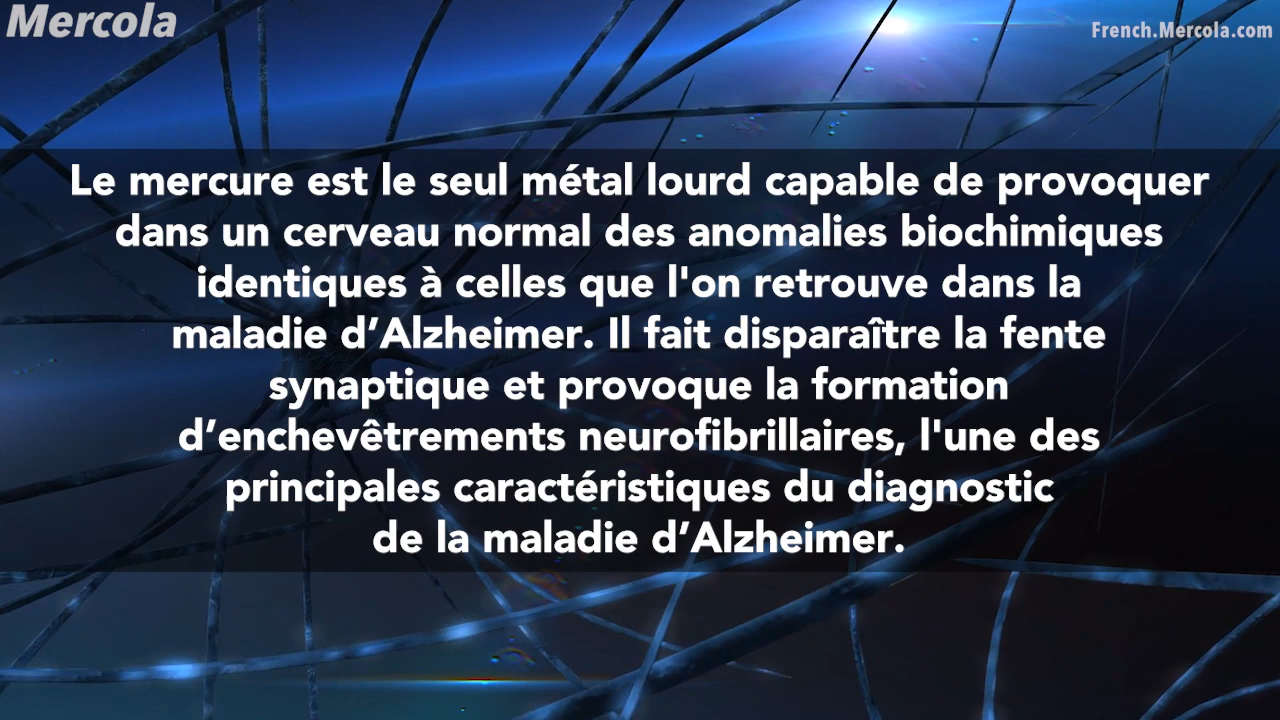 Mercola
French.Mercola.com
Le mercure est le seul métal lourd capable de provoquer
dans un cerveau normal des anomalies biochimiques
identiques à celles que l'on retrouve dans la
maladie d’Alzheimer. Il fait disparaître la fente
synaptique et provoque la formation
d’enchevêtrements neurofibrillaires, l'une des
principales caractéristiques du diagnostic
de la maladie d’Alzheimer.